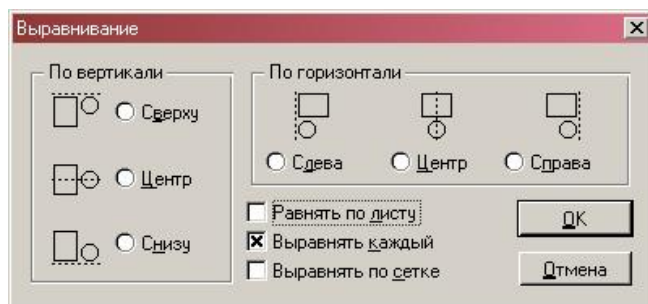 Выравнивание
По вертикали
Сверху
Центр
Снизу
По горизонтали
Слева
Центр
Справа
Равнять по листу
Выравнять каждый
Выравнять по сетке
OK
Отмена